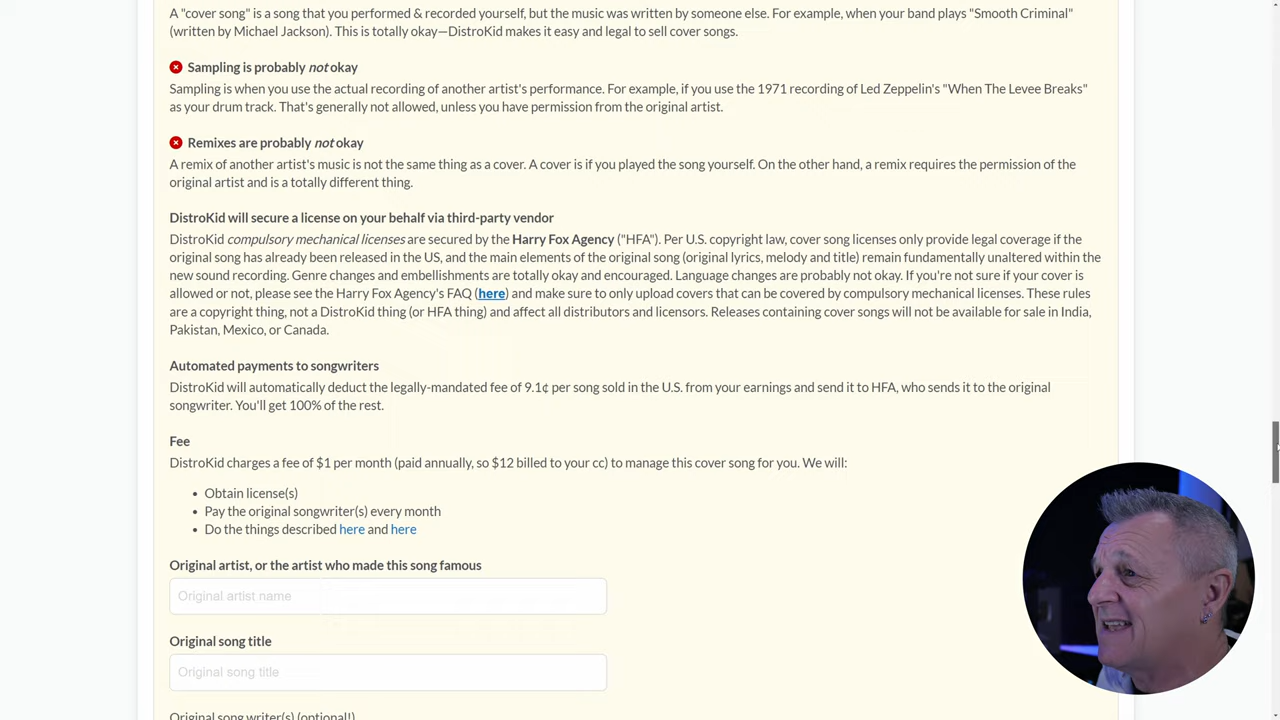 A "cover song" is a song that you performed & recorded yourself, but the music was written by someone else. For example, when your band plays "Smooth Criminal"
(written by Michael Jackson). This is totally okay—DistroKid makes it easy and legal to sell cover songs.
Sampling is probably not okay
Sampling is when you use the actual recording of another artist's performance. For example, if you use the 1971 recording of Led Zeppelin's "When The Levee Breaks"
as your drum track. That's generally not allowed, unless you have permission from the original artist.
Remixes are probably not okay
A remix of another artist's music is not the same thing as a cover. A cover is if you played the song yourself. On the other hand, a remix requires the permission of the
original artist and is a totally different thing.
DistroKid will secure a license on your behalf via third-party vendor
DistroKid compulsory mechanical licenses are secured by the Harry Fox Agency ("HFA"). Per U.S. copyright law, cover song licenses only provide legal coverage if the
original song has already been released in the US, and the main elements of the original song (original lyrics, melody and title) remain fundamentally unaltered within the
new sound recording. Genre changes and embellishments are totally okay and encouraged. Language changes are probably not okay. If you're not sure if your cover is
allowed or not, please see the Harry Fox Agency's FAQ (here) and make sure to only upload covers that can be covered by compulsory mechanical licenses. These rules
are a copyright thing, not a DistroKid thing (or HFA thing) and affect all distributors and licensors. Releases containing cover songs will not be available for sale in India,
Pakistan, Mexico, or Canada.
Automated payments to songwriters
DistroKid will automatically deduct the legally-mandated fee of 9.1¢ per song sold in the U.S. from your earnings and send it to HFA, who sends it to the original
songwriter. You'll get 100% of the rest.
Fee
DistroKid charges a fee of $1 per month (paid annually, so $12 billed to your cc) to manage this cover song for you. We will:
• Obtain license(s)
• Pay the original songwriter(s) every month
• Do the things described here and here
Original artist, or the artist who made this song famous
Original artist name
Original song title
Original song title
Original song writer(s) (optional!)